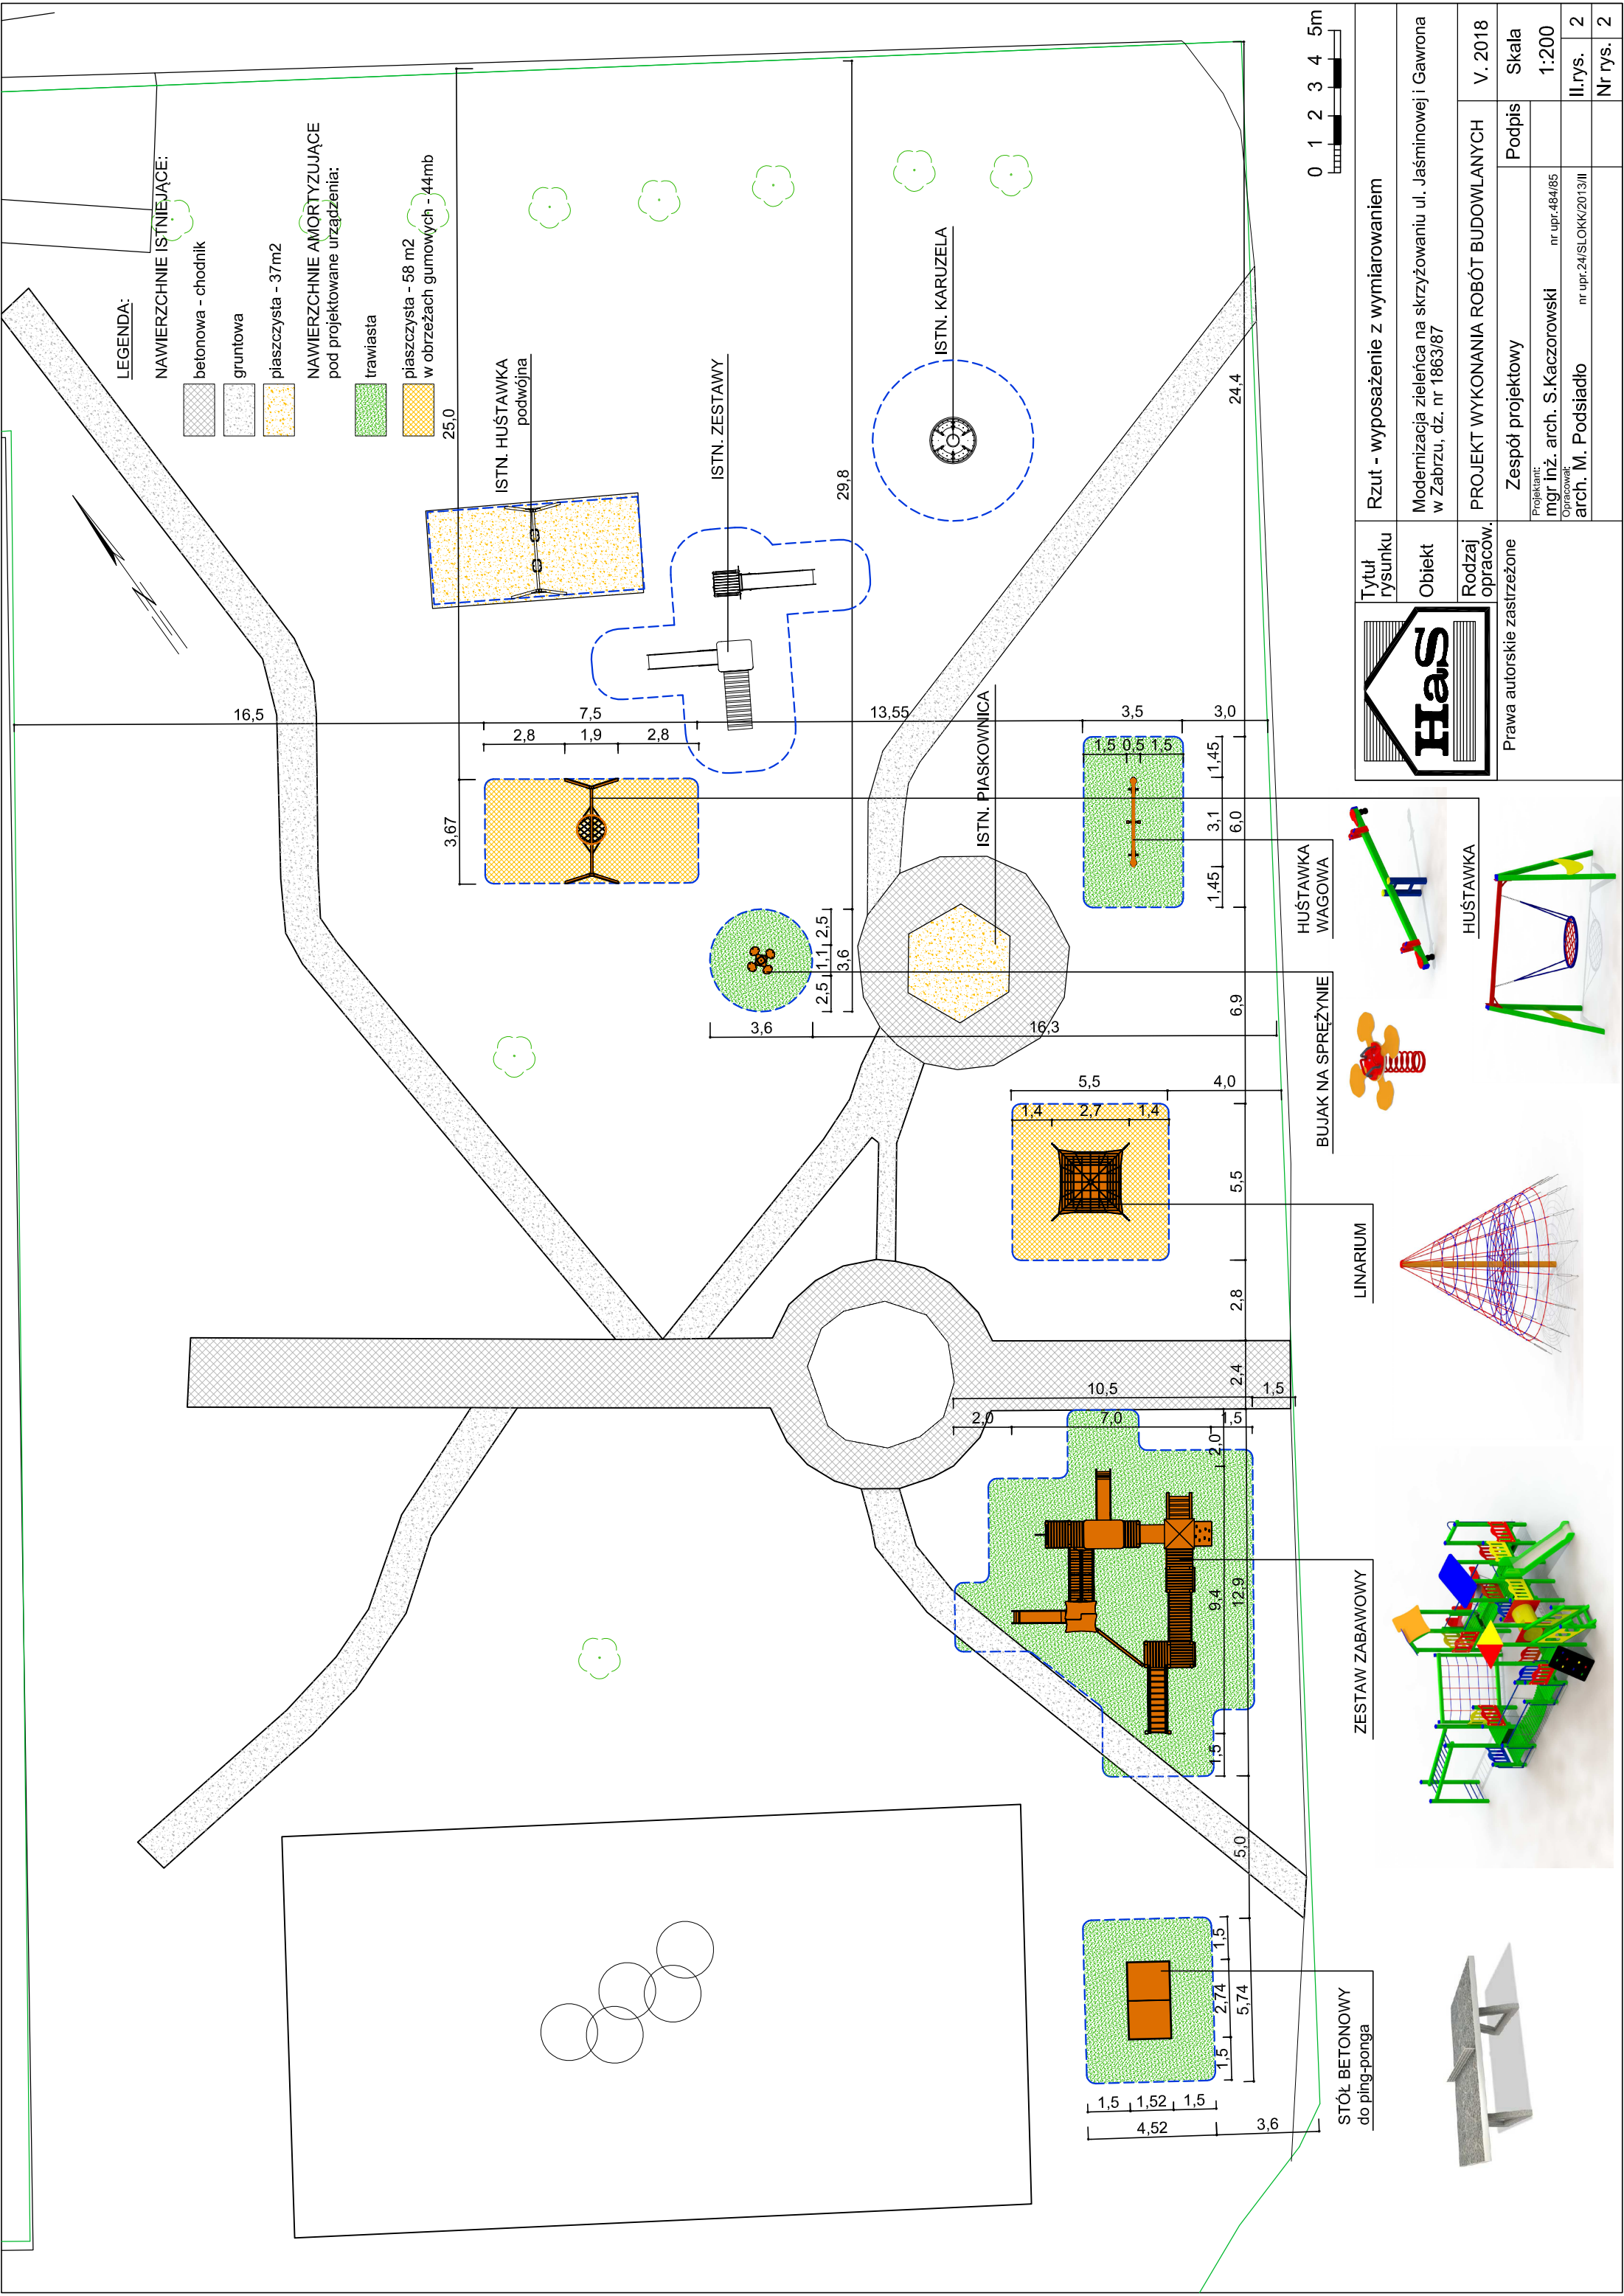 LEGENDA:
NAWIERZCHNIE ISTNIEJĄCE:
betonowa - chodnik
gruntowa
piaszczysta - 37m2
NAWIERZCHNIE AMORTYZUJĄCE
pod projektowane urządzenia:
trawiasta
piaszczysta - 58 m2
w obrzeżach gumowych - 44mb
25,0
ISTN. HUŚTAWKA
podwójna
ISTN. ZESTAWY
29,8
ISTN. KARUZELA
24,4
16,5
7,5
13,55
3,5
3,0
2,8
1,9
2,8
3,67
1,5
0,5
1,5
1,45
3,1
6,0
1,45
ISTN. PIASKOWNICA
2,5
1,1
3,6
2,5
3,6
16,3
6,9
5,5
4,0
1,4
2,7
1,4
5,5
2,8
2,4
10,5
1,5
2,0
7,0
1,5
2,0
9,4
12,9
1,5
5,0
1,5
2,74
5,74
1,5
1,5
1,52
1,5
4,52
3,6
HUŚTAWKA
WAGOWA
HUŚTAWKA
BUJAK NA SPRĘŻYNIE
LINARIUM
ZESTAW ZABAWOWY
STÓŁ BETONOWY
do ping-ponga
0 1 2 3 4 5m
HaS
Tytuł
rysunku
Rzut - wyposażenie z wymiarowaniem
Obiekt
Modernizacja zieleńca na skrzyżowaniu ul. Jaśminowej i Gawrona
w Zabrzu, dz. nr 1863/87
Rodzaj
opracow.
PROJEKT WYKONANIA ROBÓT BUDOWLANYCH
V. 2018
Prawa autorskie zastrzeżone
Zespół projektowy
Podpis
Skala
Projektant:
mgr inż. arch. S.Kaczorowski nr upr.484/85
1:200
Opracował:
arch. M. Podsiadło nr upr.24/SLOKK/2013/II
Il.rys. 2
Nr rys. 2